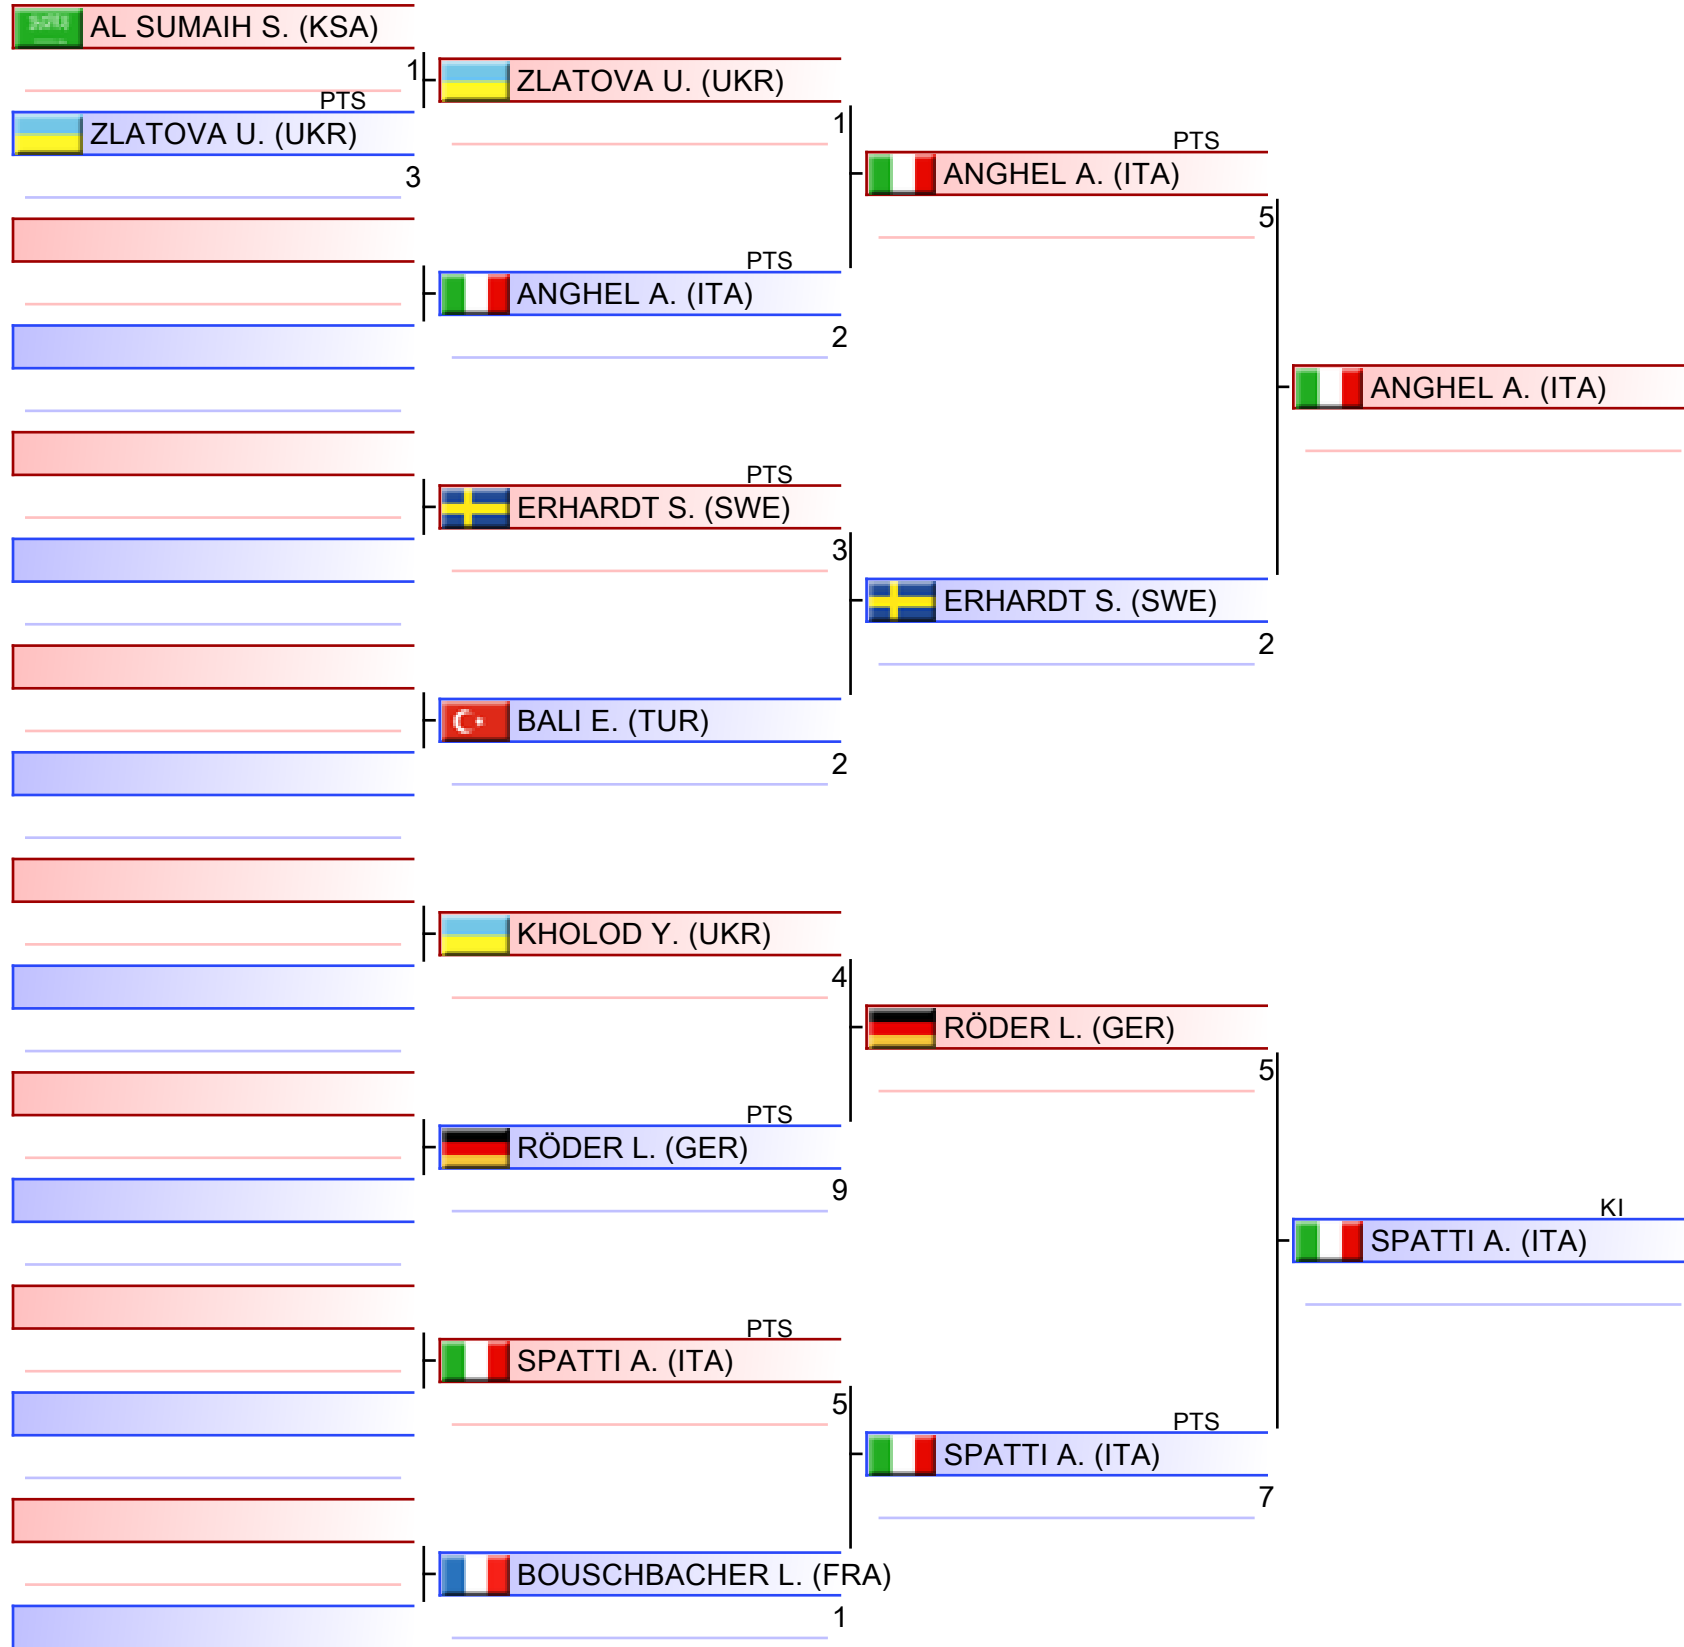 AL SUMAIH S. (KSA)
1
PTS
ZLATOVA U. (UKR)
3
ZLATOVA U. (UKR)
1
PTS
ANGHEL A. (ITA)
2
PTS
ERHARDT S. (SWE)
3
BALI E. (TUR)
2
KHOLOD Y. (UKR)
4
PTS
RÖDER L. (GER)
9
PTS
SPATTI A. (ITA)
5
BOUSCHBACHER L. (FRA)
1
PTS
ANGHEL A. (ITA)
5
ERHARDT S. (SWE)
2
RÖDER L. (GER)
5
PTS
SPATTI A. (ITA)
7
ANGHEL A. (ITA)
KI
SPATTI A. (ITA)